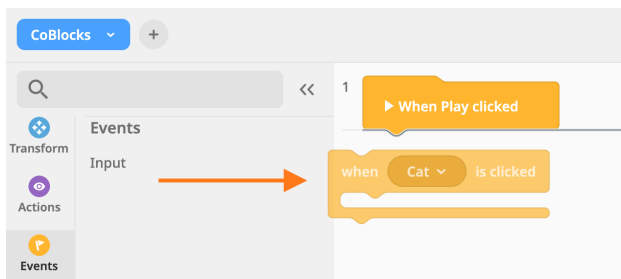 CoBlocks
+
1
When Play clicked
Transform
Events
when Cat is clicked
Input
Actions
Events